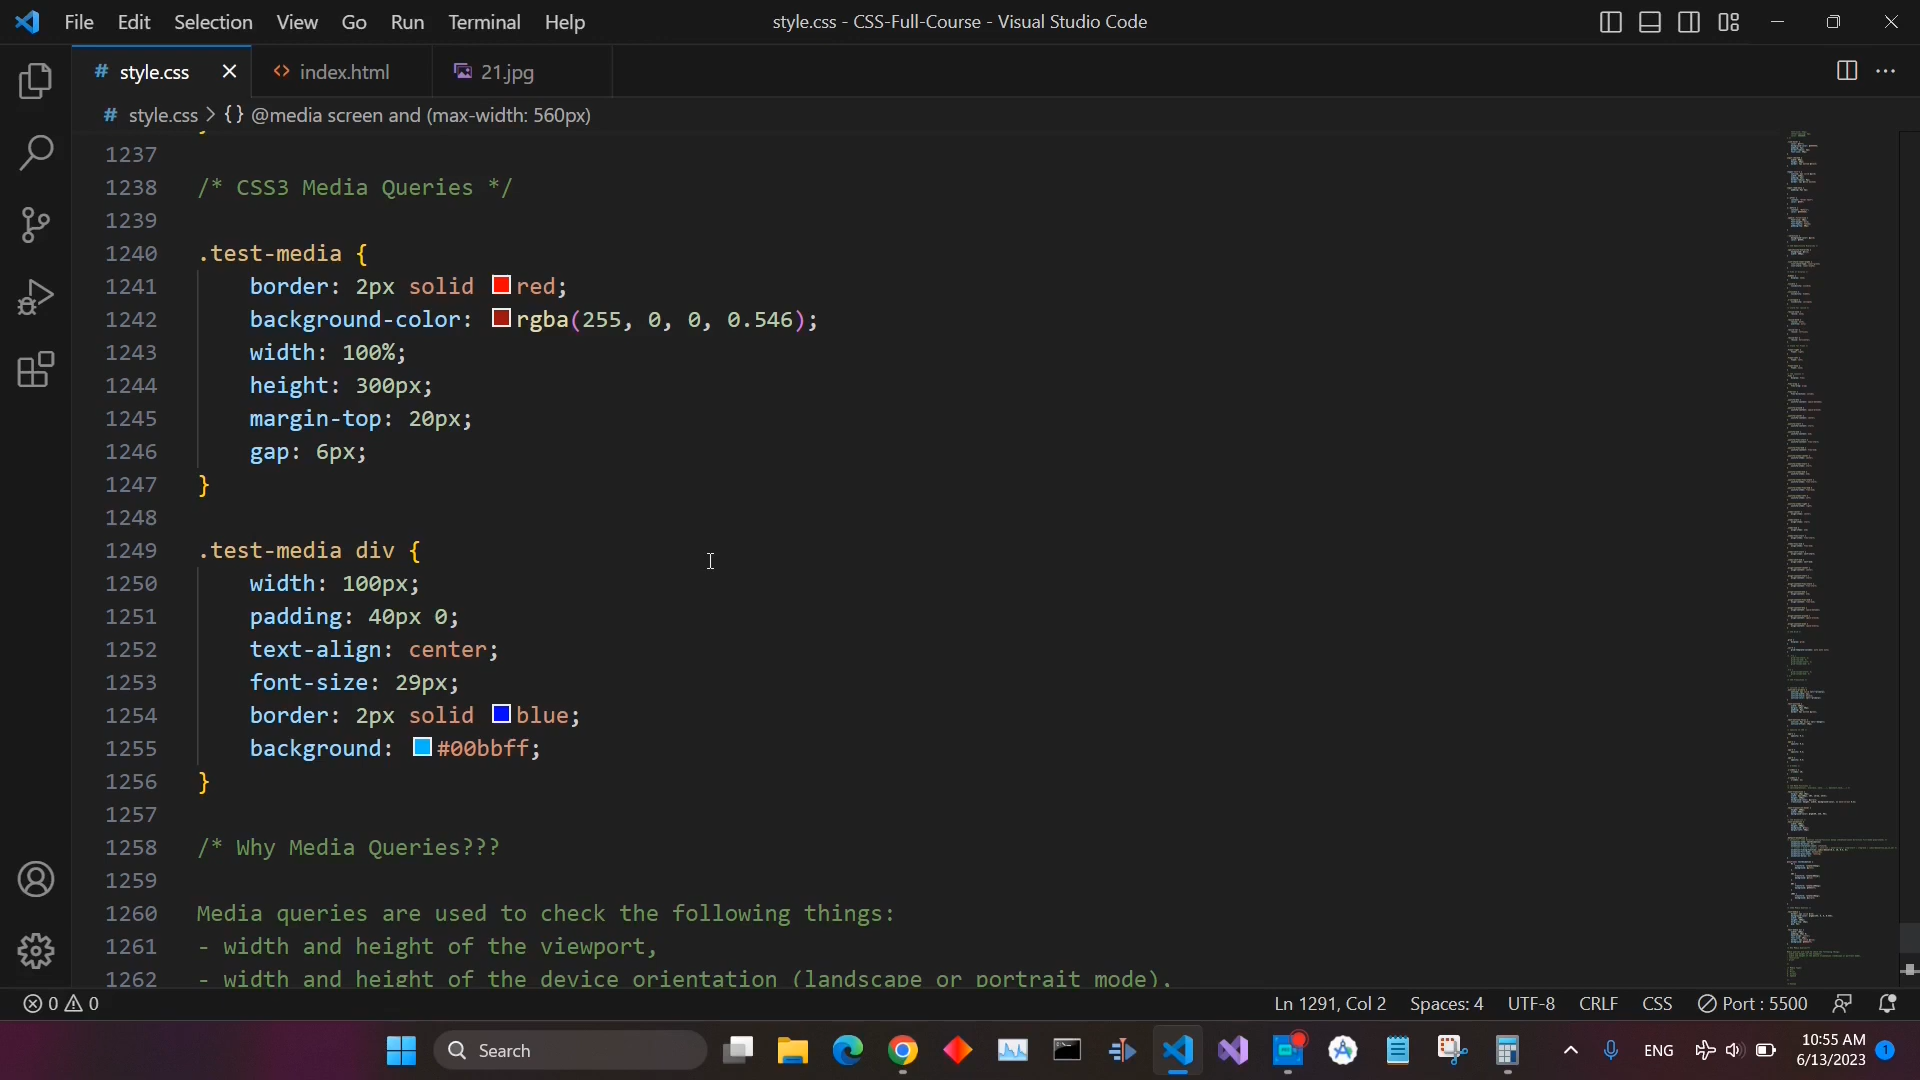 File Edit Selection View Go Run Terminal Help style.css - CSS-Full-Course - Visual Studio Code
# style.css index.html 21.jpg
# style.css > {} @media screen and (max-width: 560px)
1237
1238 /* CSS3 Media Queries */
1239
1240 .test-media {
1241 border: 2px solid red;
1242 background-color: rgba(255, 0, 0, 0.546);
1243 width: 100%;
1244 height: 300px;
1245 margin-top: 20px;
1246 gap: 6px;
1247 }
1248
1249 .test-media div {
1250 width: 100px;
1251 padding: 40px 0;
1252 text-align: center;
1253 font-size: 29px;
1254 border: 2px solid blue;
1255 background: #00bbff;
1256 }
1257
1258 /* Why Media Queries???
1259
1260 Media queries are used to check the following things:
1261 - width and height of the viewport,
1262 - width and height of the device orientation (landscape or portrait mode),
0 0 Ln 1291, Col 2 Spaces: 4 UTF-8 CRLF CSS Port : 5500
Search ENG 10:55 AM
6/13/2023 1